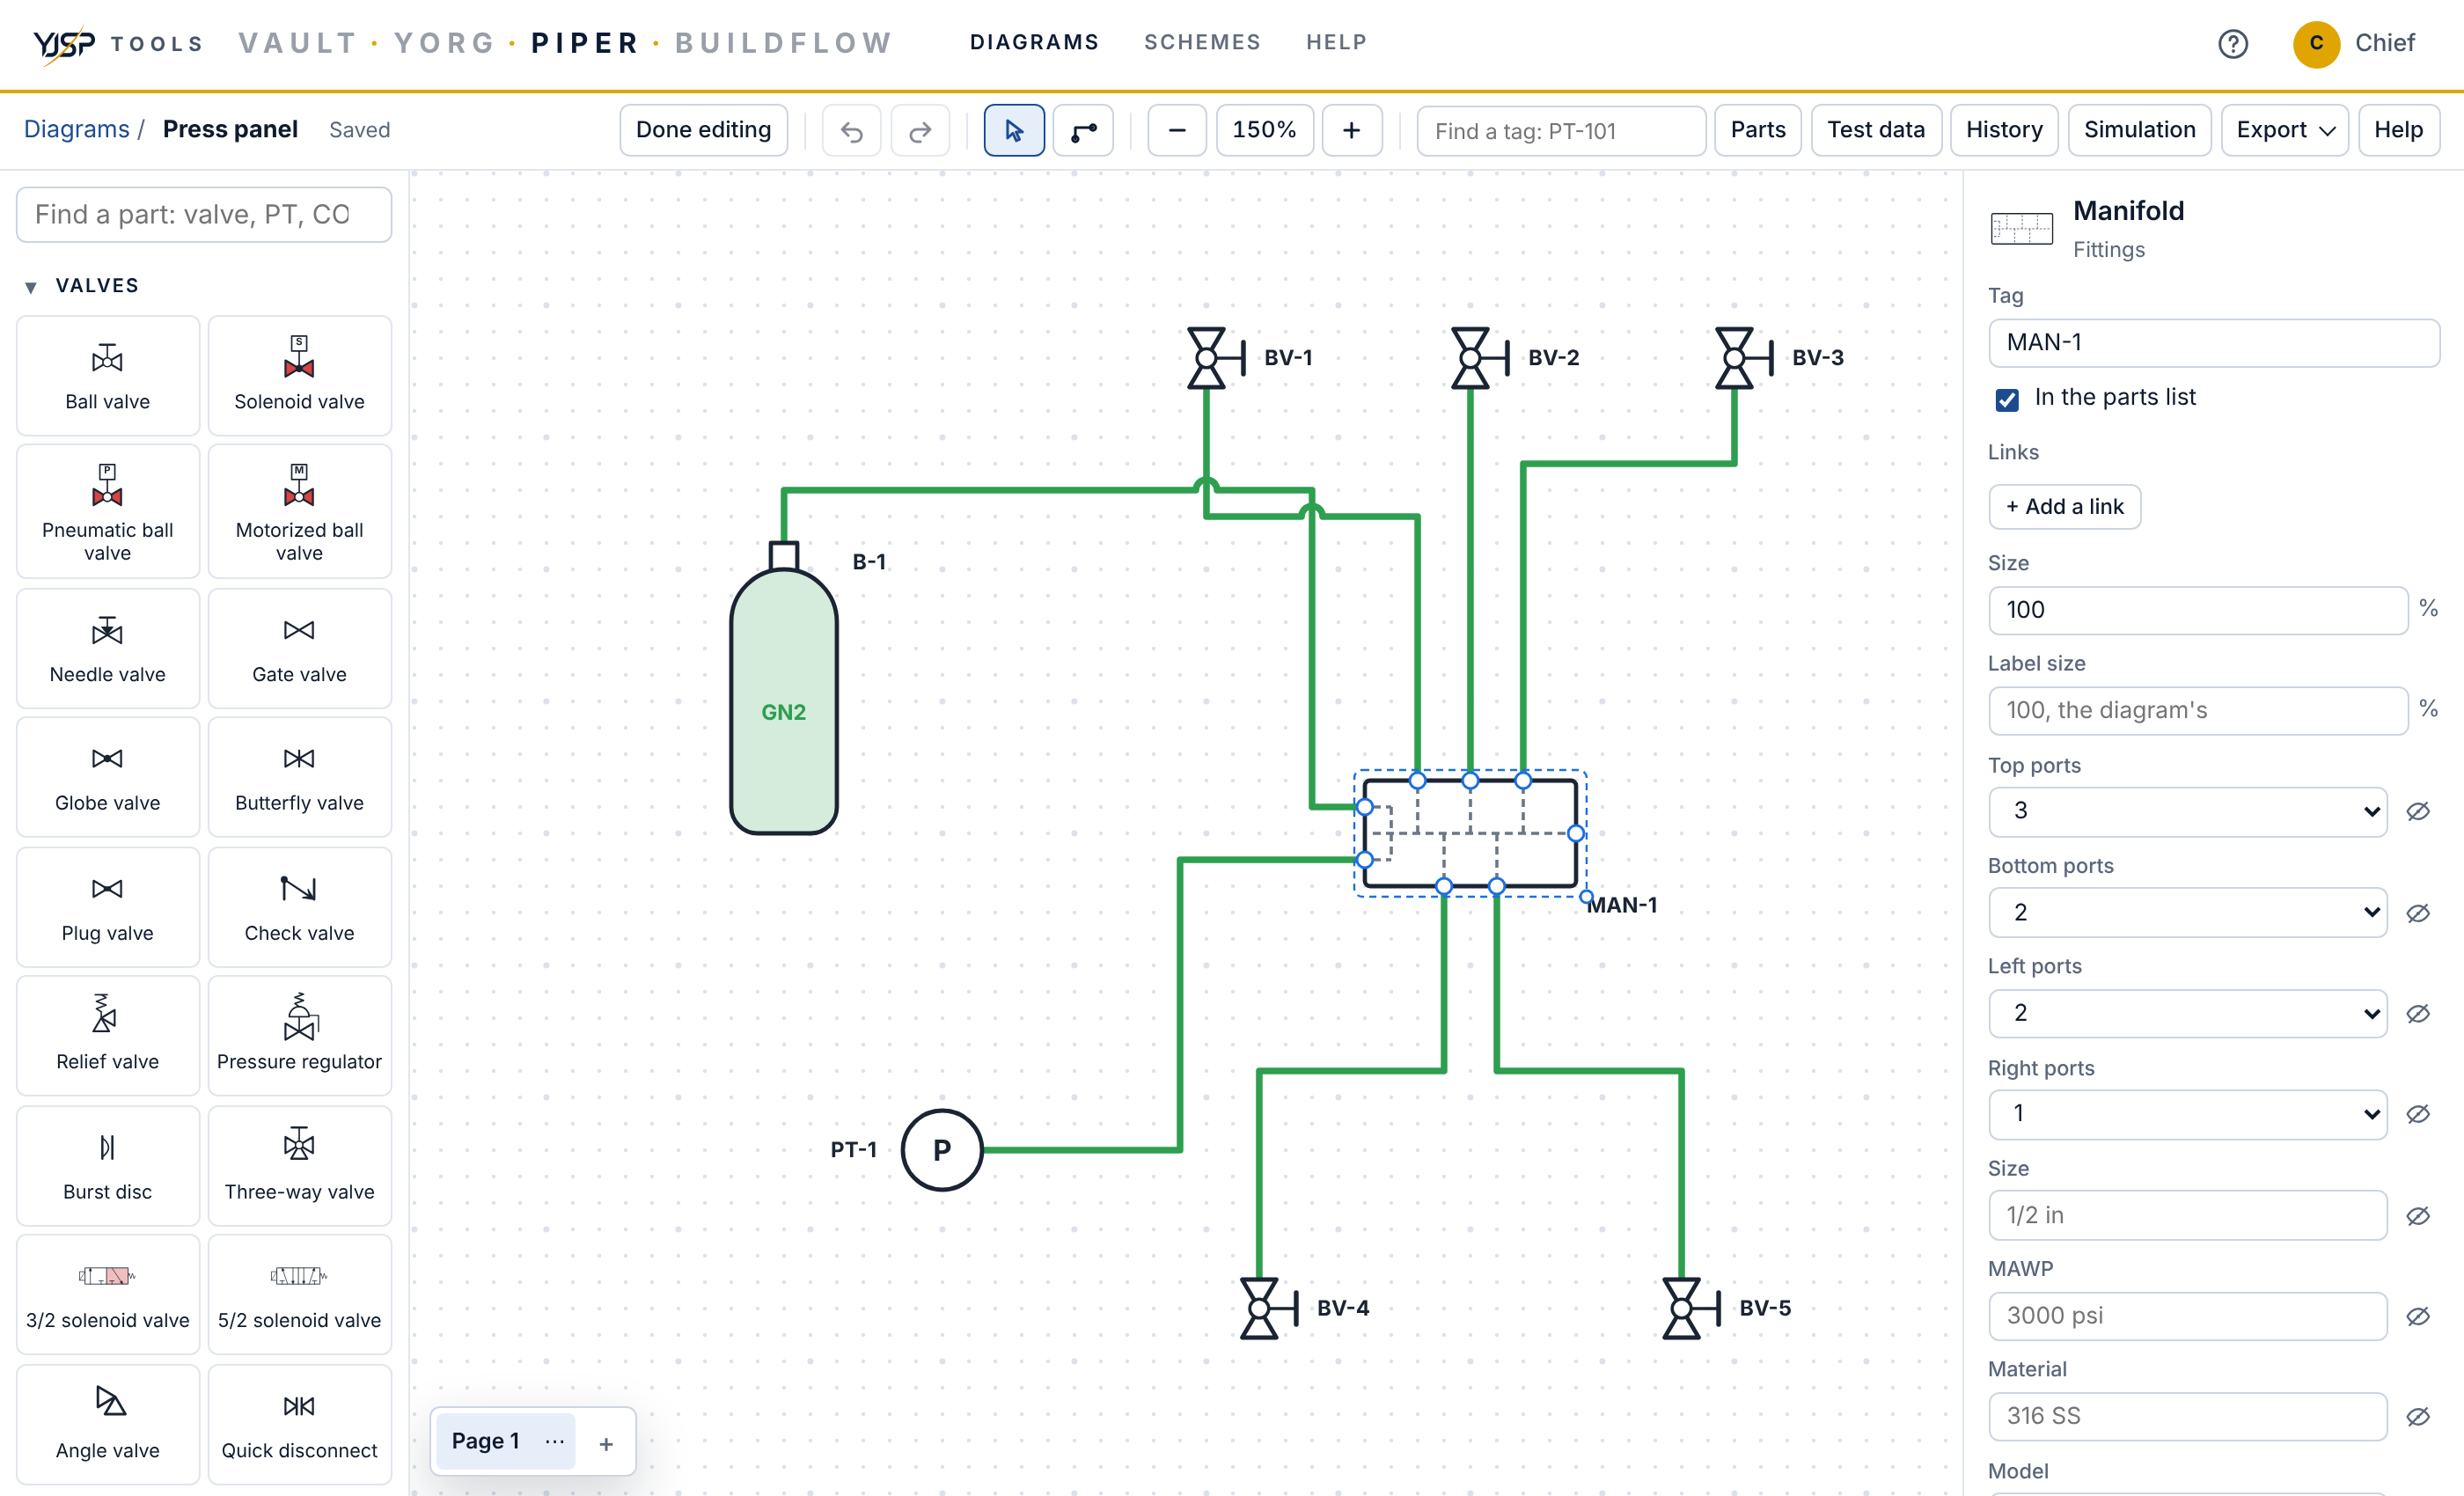 YJSP TOOLS VAULT · YORG · PIPER · BUILDFLOW DIAGRAMS SCHEMES HELP ? C Chief
Diagrams / Press panel Saved Done editing − 150% + Find a tag: PT-101 Parts Test data History Simulation Export Help
Find a part: valve, PT, CO
▼ VALVES
Ball valve
S
Solenoid valve
P
Pneumatic ball
valve
M
Motorized ball
valve
Needle valve
Gate valve
Globe valve
Butterfly valve
Plug valve
Check valve
Relief valve
Pressure regulator
Burst disc
Three-way valve
3/2 solenoid valve
5/2 solenoid valve
Angle valve
Quick disconnect
BV-1
BV-2
BV-3
B-1
GN2
MAN-1
PT-1
P
BV-4
BV-5
Page 1 ... +
Manifold
Fittings
Tag
MAN-1
In the parts list
Links
+ Add a link
Size
100 %
Label size
100, the diagram's %
Top ports
3
Bottom ports
2
Left ports
2
Right ports
1
Size
1/2 in
MAWP
3000 psi
Material
316 SS
Model